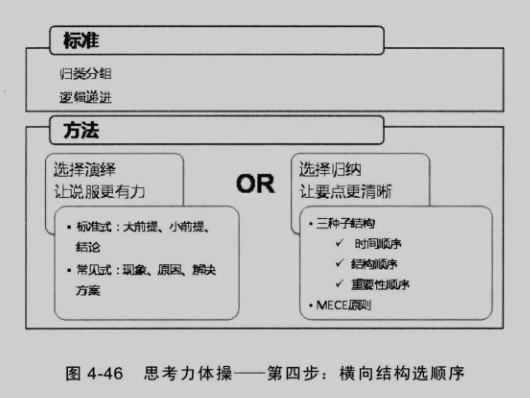 标准
归类分组
逻辑递进
方法
选择演绎
让说服更有力
• 标准式：大前提、小前提、
结论
• 常见式：现象、原因、解决
方案
OR
选择归纳
让要点更清晰
• 三种子结构
✓ 时间顺序
✓ 结构顺序
✓ 重要性顺序
• MECE原则
图 4-46 思考力体操——第四步：横向结构选顺序